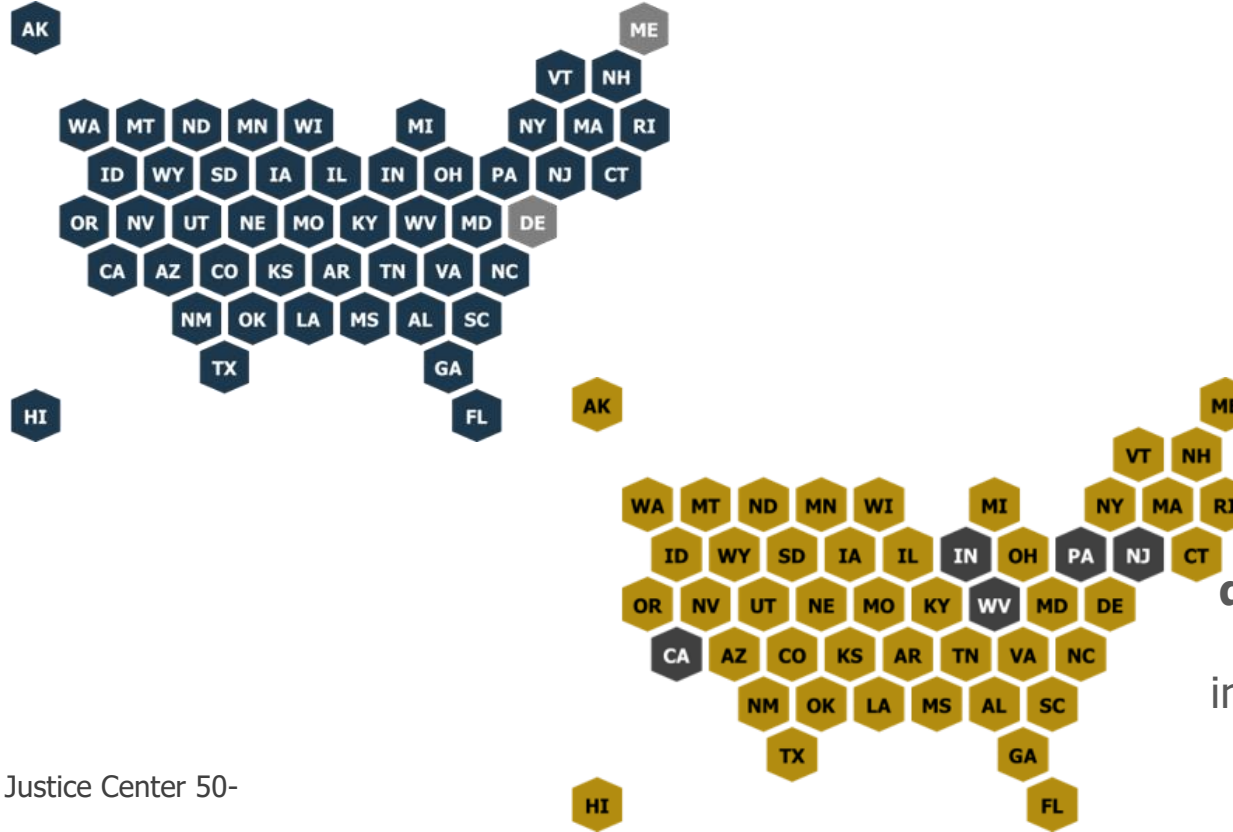 AK ME
VT NH
WA MT ND MN WI MI NY MA RI
ID WY SD IA IL IN OH PA NJ CT
OR NV UT NE MO KY WV MD DE
CA AZ CO KS AR TN VA NC
NM OK LA MS AL SC
TX GA
HI FL
AK
VT NH
WA MT ND MN WI MI NY MA RI
ID WY SD IA IL IN OH PA NJ CT
OR NV UT NE MO KY WV MD DE
CA AZ CO KS AR TN VA NC
NM OK LA MS AL SC
TX GA
HI FL
Justice Center 50-